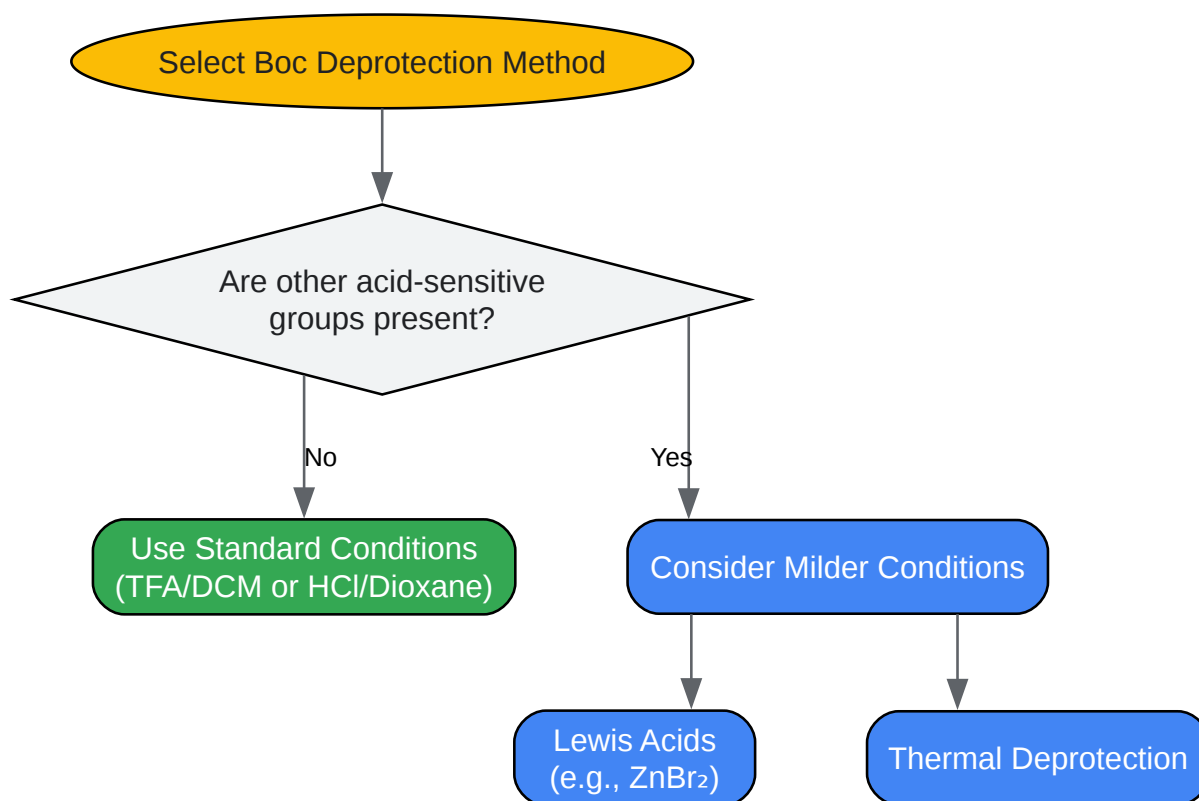 Select Boc Deprotection Method
Are other acid-sensitive
groups present?
No
Yes
Use Standard Conditions
(TFA/DCM or HCl/Dioxane)
Consider Milder Conditions
Lewis Acids
(e.g., ZnBr₂)
Thermal Deprotection